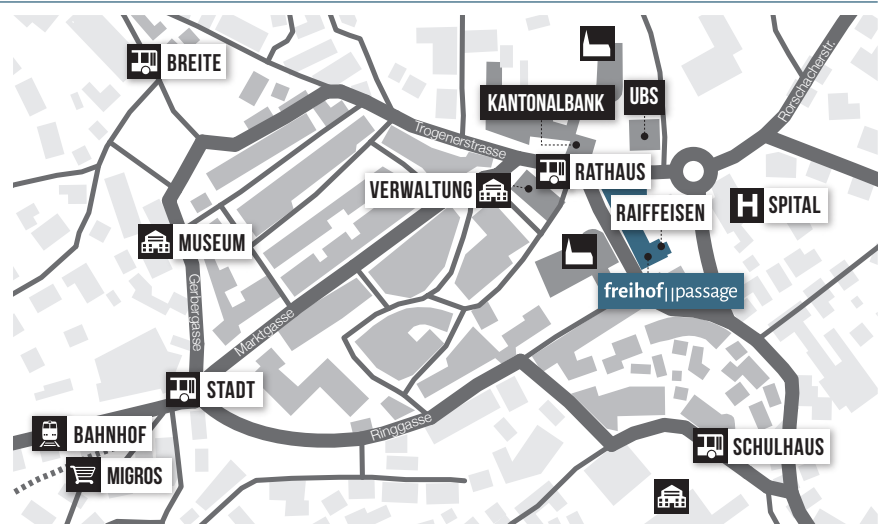 BREITE
KANTONALBANK
UBS
Rorschacherstr.
Trogenerstrasse
RATHAUS
VERWALTUNG
RAIFFEISEN
H SPITAL
MUSEUM
freihof||passage
Gerbergasse
Marktgasse
STADT
Ringgasse
BAHNHOF
SCHULHAUS
MIGROS